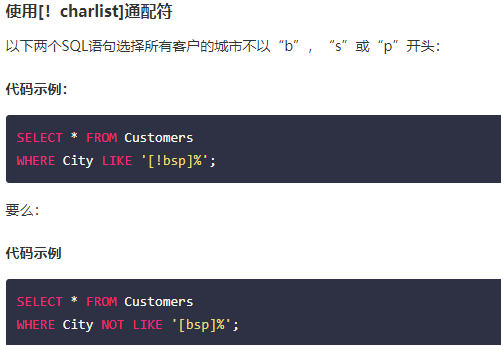 使用[！charlist]通配符
以下两个SQL语句选择所有客户的城市不以“b”，“s”或“p”开头：
代码示例：
SELECT * FROM Customers
WHERE City LIKE '[!bsp]%';
要么：
代码示例
SELECT * FROM Customers
WHERE City NOT LIKE '[bsp]%';